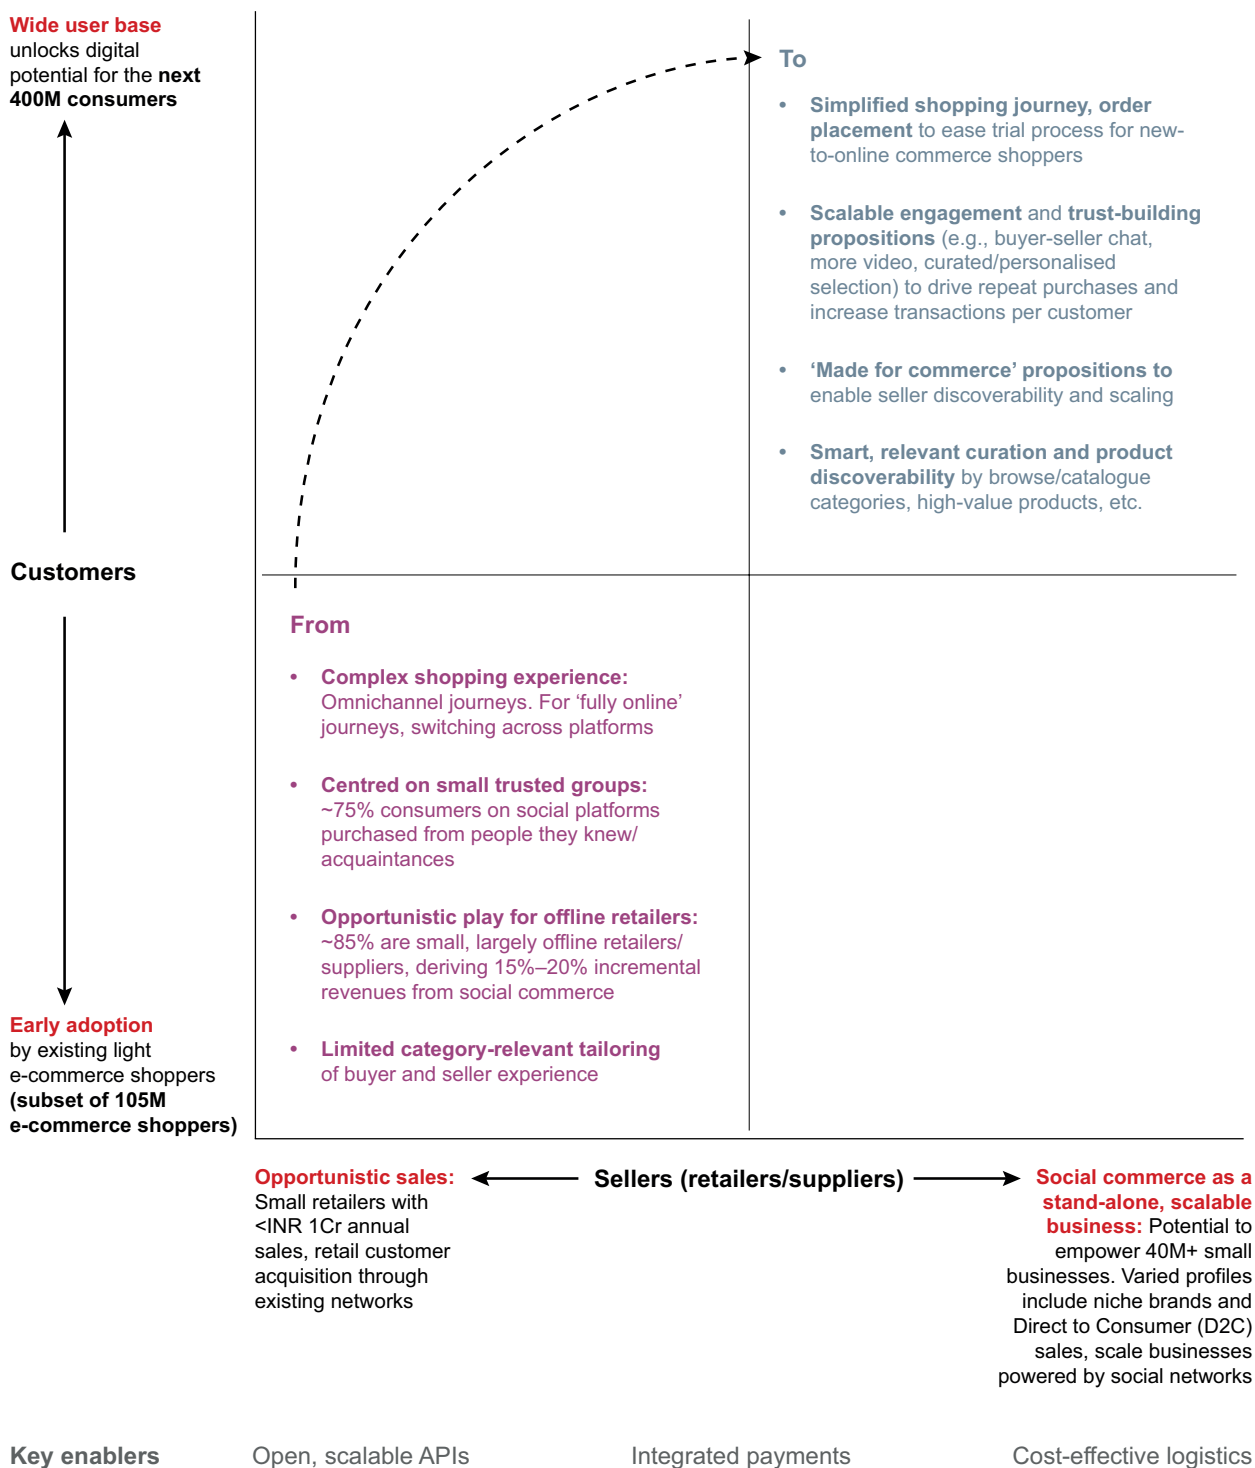 Wide user base
unlocks digital
potential for the next
400M consumers
To
• Simplified shopping journey, order
placement to ease trial process for new-
to-online commerce shoppers
• Scalable engagement and trust-building
propositions (e.g., buyer-seller chat,
more video, curated/personalised
selection) to drive repeat purchases and
increase transactions per customer
• ‘Made for commerce’ propositions to
enable seller discoverability and scaling
• Smart, relevant curation and product
discoverability by browse/catalogue
categories, high-value products, etc.
Customers
From
• Complex shopping experience:
Omnichannel journeys. For ‘fully online’
journeys, switching across platforms
• Centred on small trusted groups:
~75% consumers on social platforms
purchased from people they knew/
acquaintances
• Opportunistic play for offline retailers:
~85% are small, largely offline retailers/
suppliers, deriving 15%–20% incremental
revenues from social commerce
• Limited category-relevant tailoring
of buyer and seller experience
Early adoption
by existing light
e-commerce shoppers
(subset of 105M
e-commerce shoppers)
Opportunistic sales:
Small retailers with
<INR 1Cr annual
sales, retail customer
acquisition through
existing networks
Sellers (retailers/suppliers)
Social commerce as a
stand-alone, scalable
business: Potential to
empower 40M+ small
businesses. Varied profiles
include niche brands and
Direct to Consumer (D2C)
sales, scale businesses
powered by social networks
Key enablers
Open, scalable APIs
Integrated payments
Cost-effective logistics